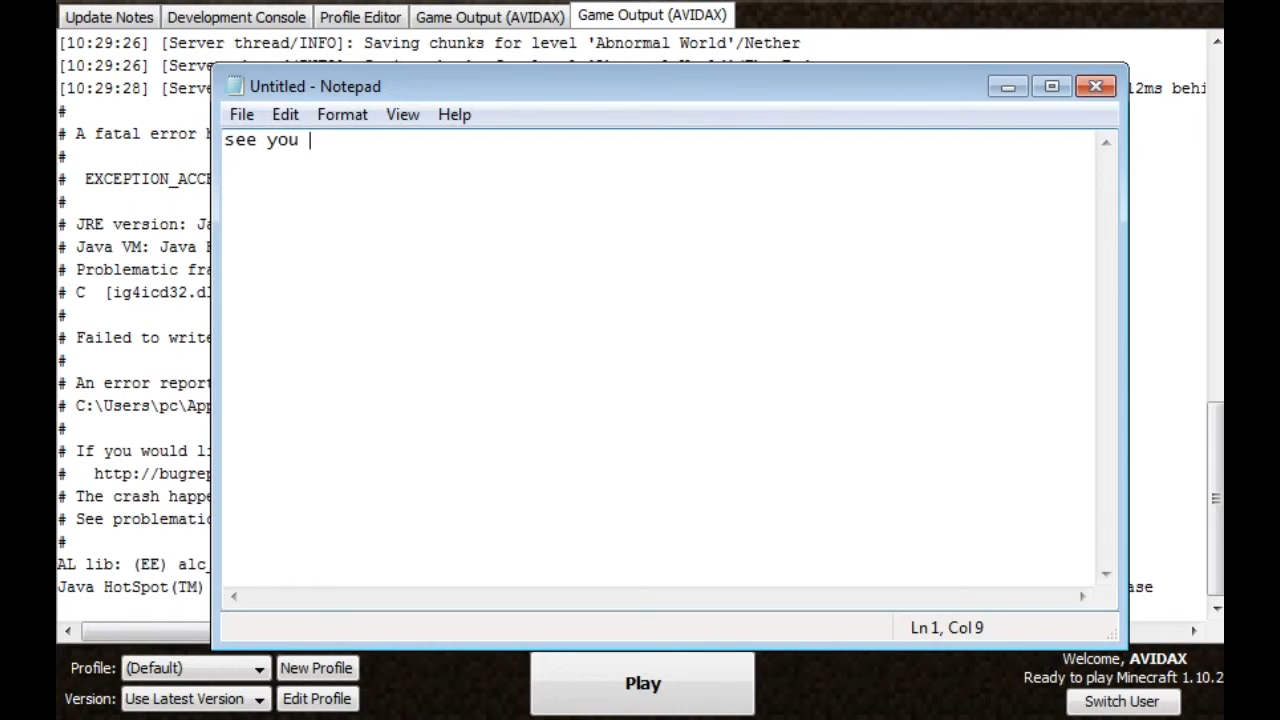 Update Notes Development Console Profile Editor Game Output (AVIDAX) Game Output (AVIDAX)
[10:29:26] [Server thread/INFO]: Saving chunks for level 'Abnormal World'/Nether
[10:29:26] [Serve
[10:29:28] [Serve 12ms behi
Untitled - Notepad
File Edit Format View Help
see you
#
# A fatal error
#
# EXCEPTION_ACCE
#
# JRE version: Ja
# Java VM: Java
# Problematic fra
# C [ig4icd32.dl
#
# Failed to write
#
# An error report
# C:\Users\pc\App
#
# If you would li
# http://bugrep
# The crash happe
# See problematic
#
AL lib: (EE) alc_
Java HotSpot(TM) ase
Ln 1, Col 9
Profile: (Default) New Profile
Version: Use Latest Version Edit Profile
Play
Welcome, AVIDAX
Ready to play Minecraft 1.10.2
Switch User